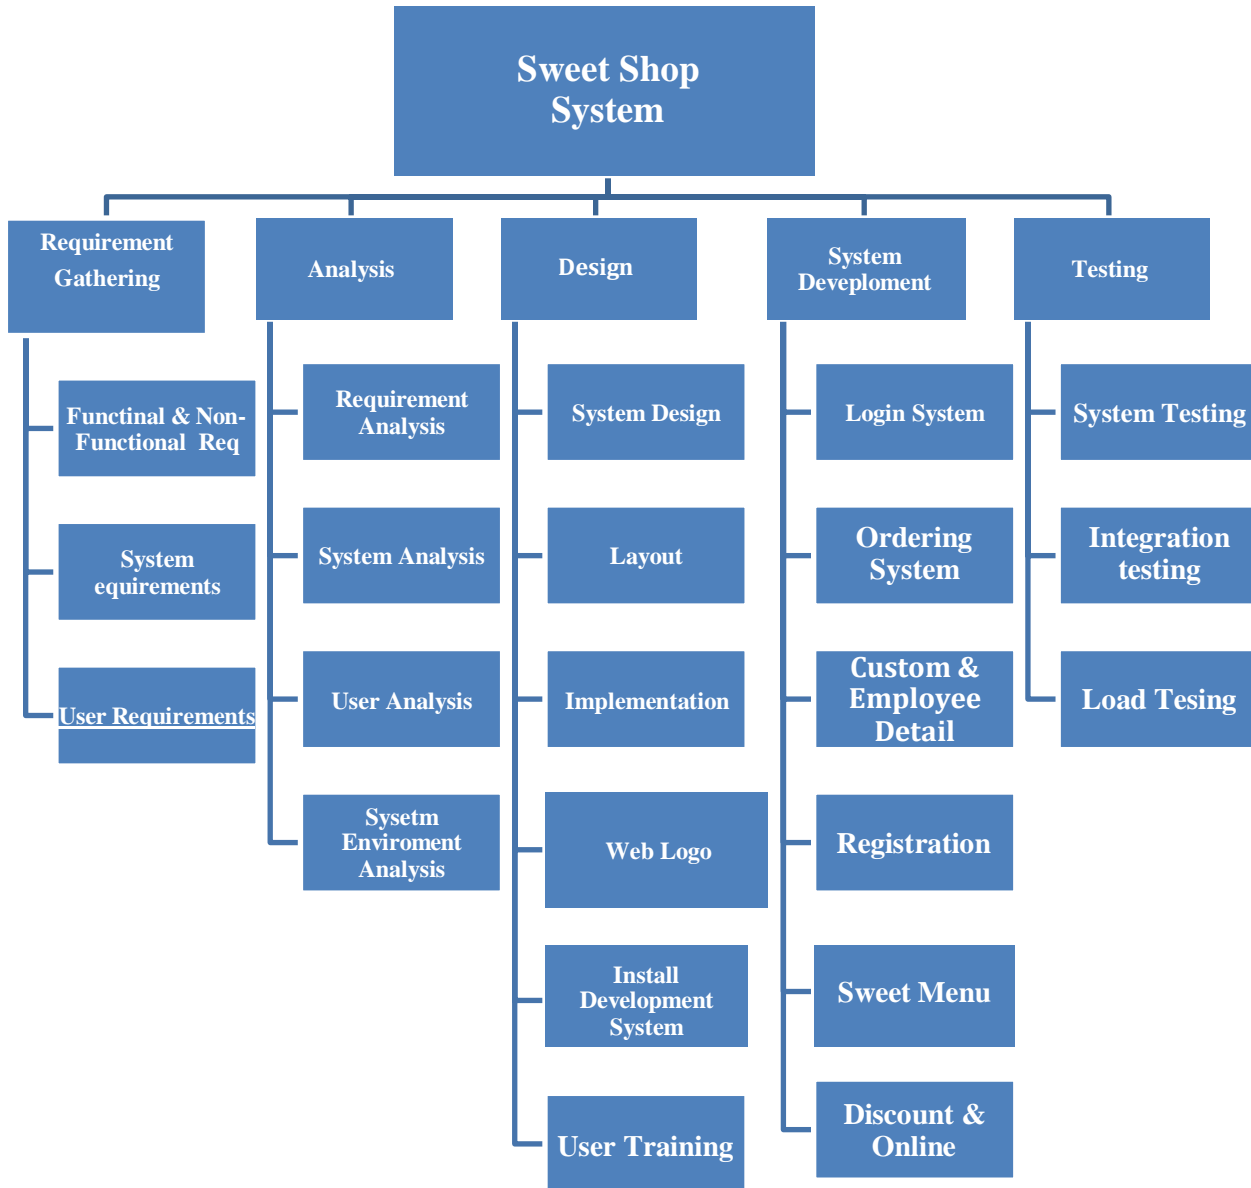 Sweet Shop
System
Requirement
Gathering
Analysis
Design
System
Deveploment
Testing
Functinal & Non-
Functional Req
System
equirements
User Requirements
Requirement
Analysis
System Analysis
User Analysis
Sysetm
Enviroment
Analysis
System Design
Layout
Implementation
Web Logo
Install
Development
System
User Training
Login System
Ordering
System
Custom &
Employee
Detail
Registration
Sweet Menu
Discount &
Online
System Testing
Integration
testing
Load Tesing